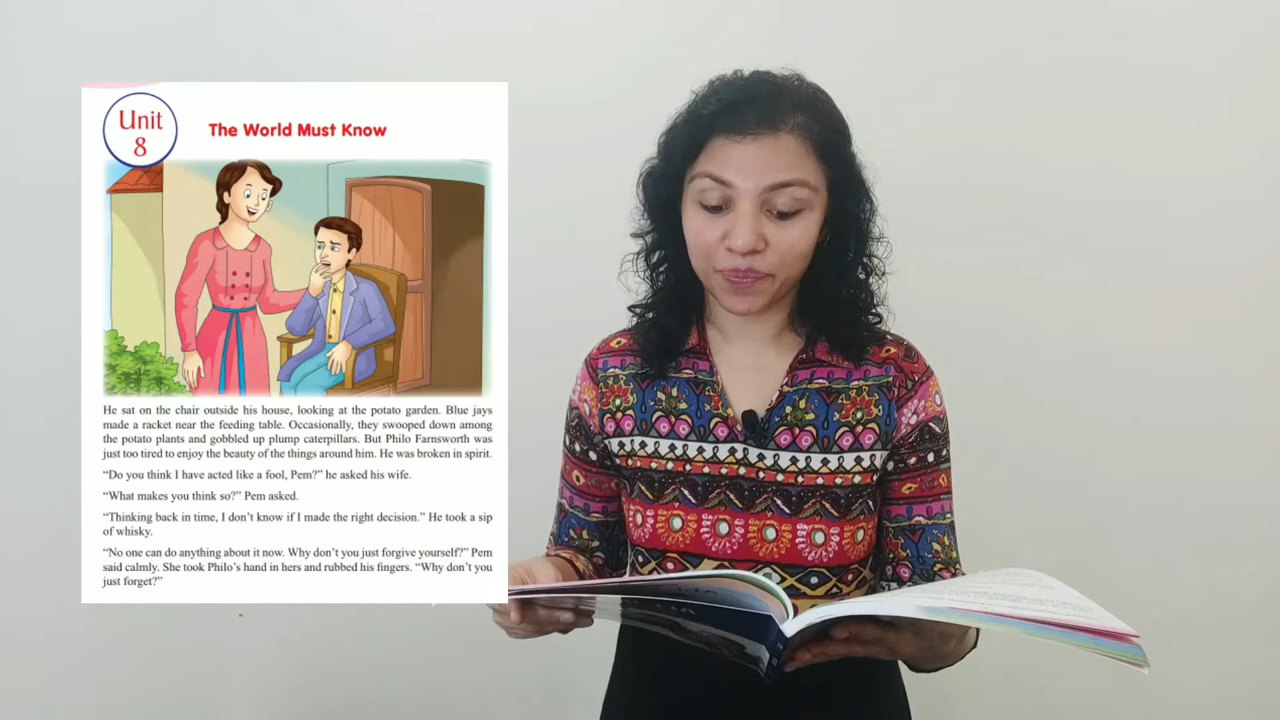 Unit
8
The World Must Know
He sat on the chair outside his house, looking at the potato garden. Blue jays
made a racket near the feeding table. Occasionally, they swooped down among
the potato plants and gobbled up plump caterpillars. But Philo Farnsworth was
just too tired to enjoy the beauty of the things around him. He was broken in spirit.
“Do you think I have acted like a fool, Pem?” he asked his wife.
“What makes you think so?” Pem asked.
“Thinking back in time, I don’t know if I made the right decision.” He took a sip
of whisky.
“No one can do anything about it now. Why don’t you just forgive yourself?” Pem
said calmly. She took Philo’s hand in hers and rubbed his fingers. “Why don’t you
just forget?”